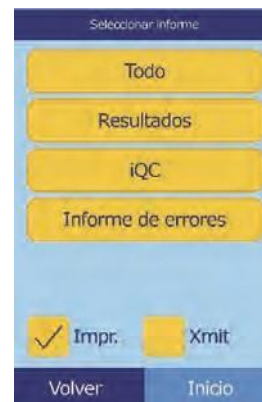 Seleccionar informe
Todo
Resultados
iQC
Informe de errores
Impr. Xmit
Volver Inicio